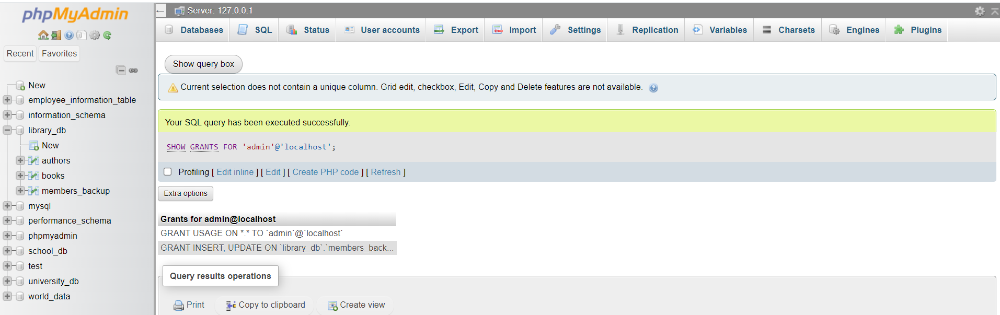 phpMyAdmin
Recent Favorites
New
employee_information_table
information_schema
library_db
New
authors
books
members_backup
mysql
performance_schema
phpmyadmin
school_db
test
university_db
world_data
Server: 127.0.0.1
Databases SQL Status User accounts Export Import Settings Replication Variables Charsets Engines Plugins
Show query box
Current selection does not contain a unique column. Grid edit, checkbox, Edit, Copy and Delete features are not available.
Your SQL query has been executed successfully.
SHOW GRANTS FOR 'admin'@'localhost';
Profiling [ Edit inline ] [ Edit ] [ Create PHP code ] [ Refresh ]
Extra options
Grants for admin@localhost
GRANT USAGE ON *.* TO `admin`@`localhost`
GRANT INSERT, UPDATE ON `library_db`.`members_back...
Query results operations
Print Copy to clipboard Create view